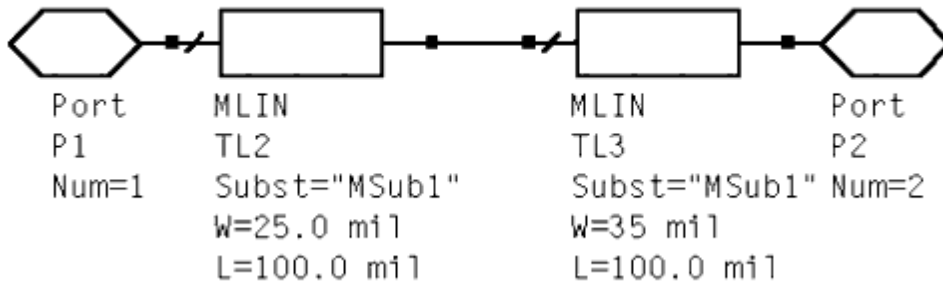 Port
P1
Num=1
MLIN
TL2
Subst="MSub1"
W=25.0 mil
L=100.0 mil
MLIN
TL3
Subst="MSub1"
W=35 mil
L=100.0 mil
Port
P2
Num=2